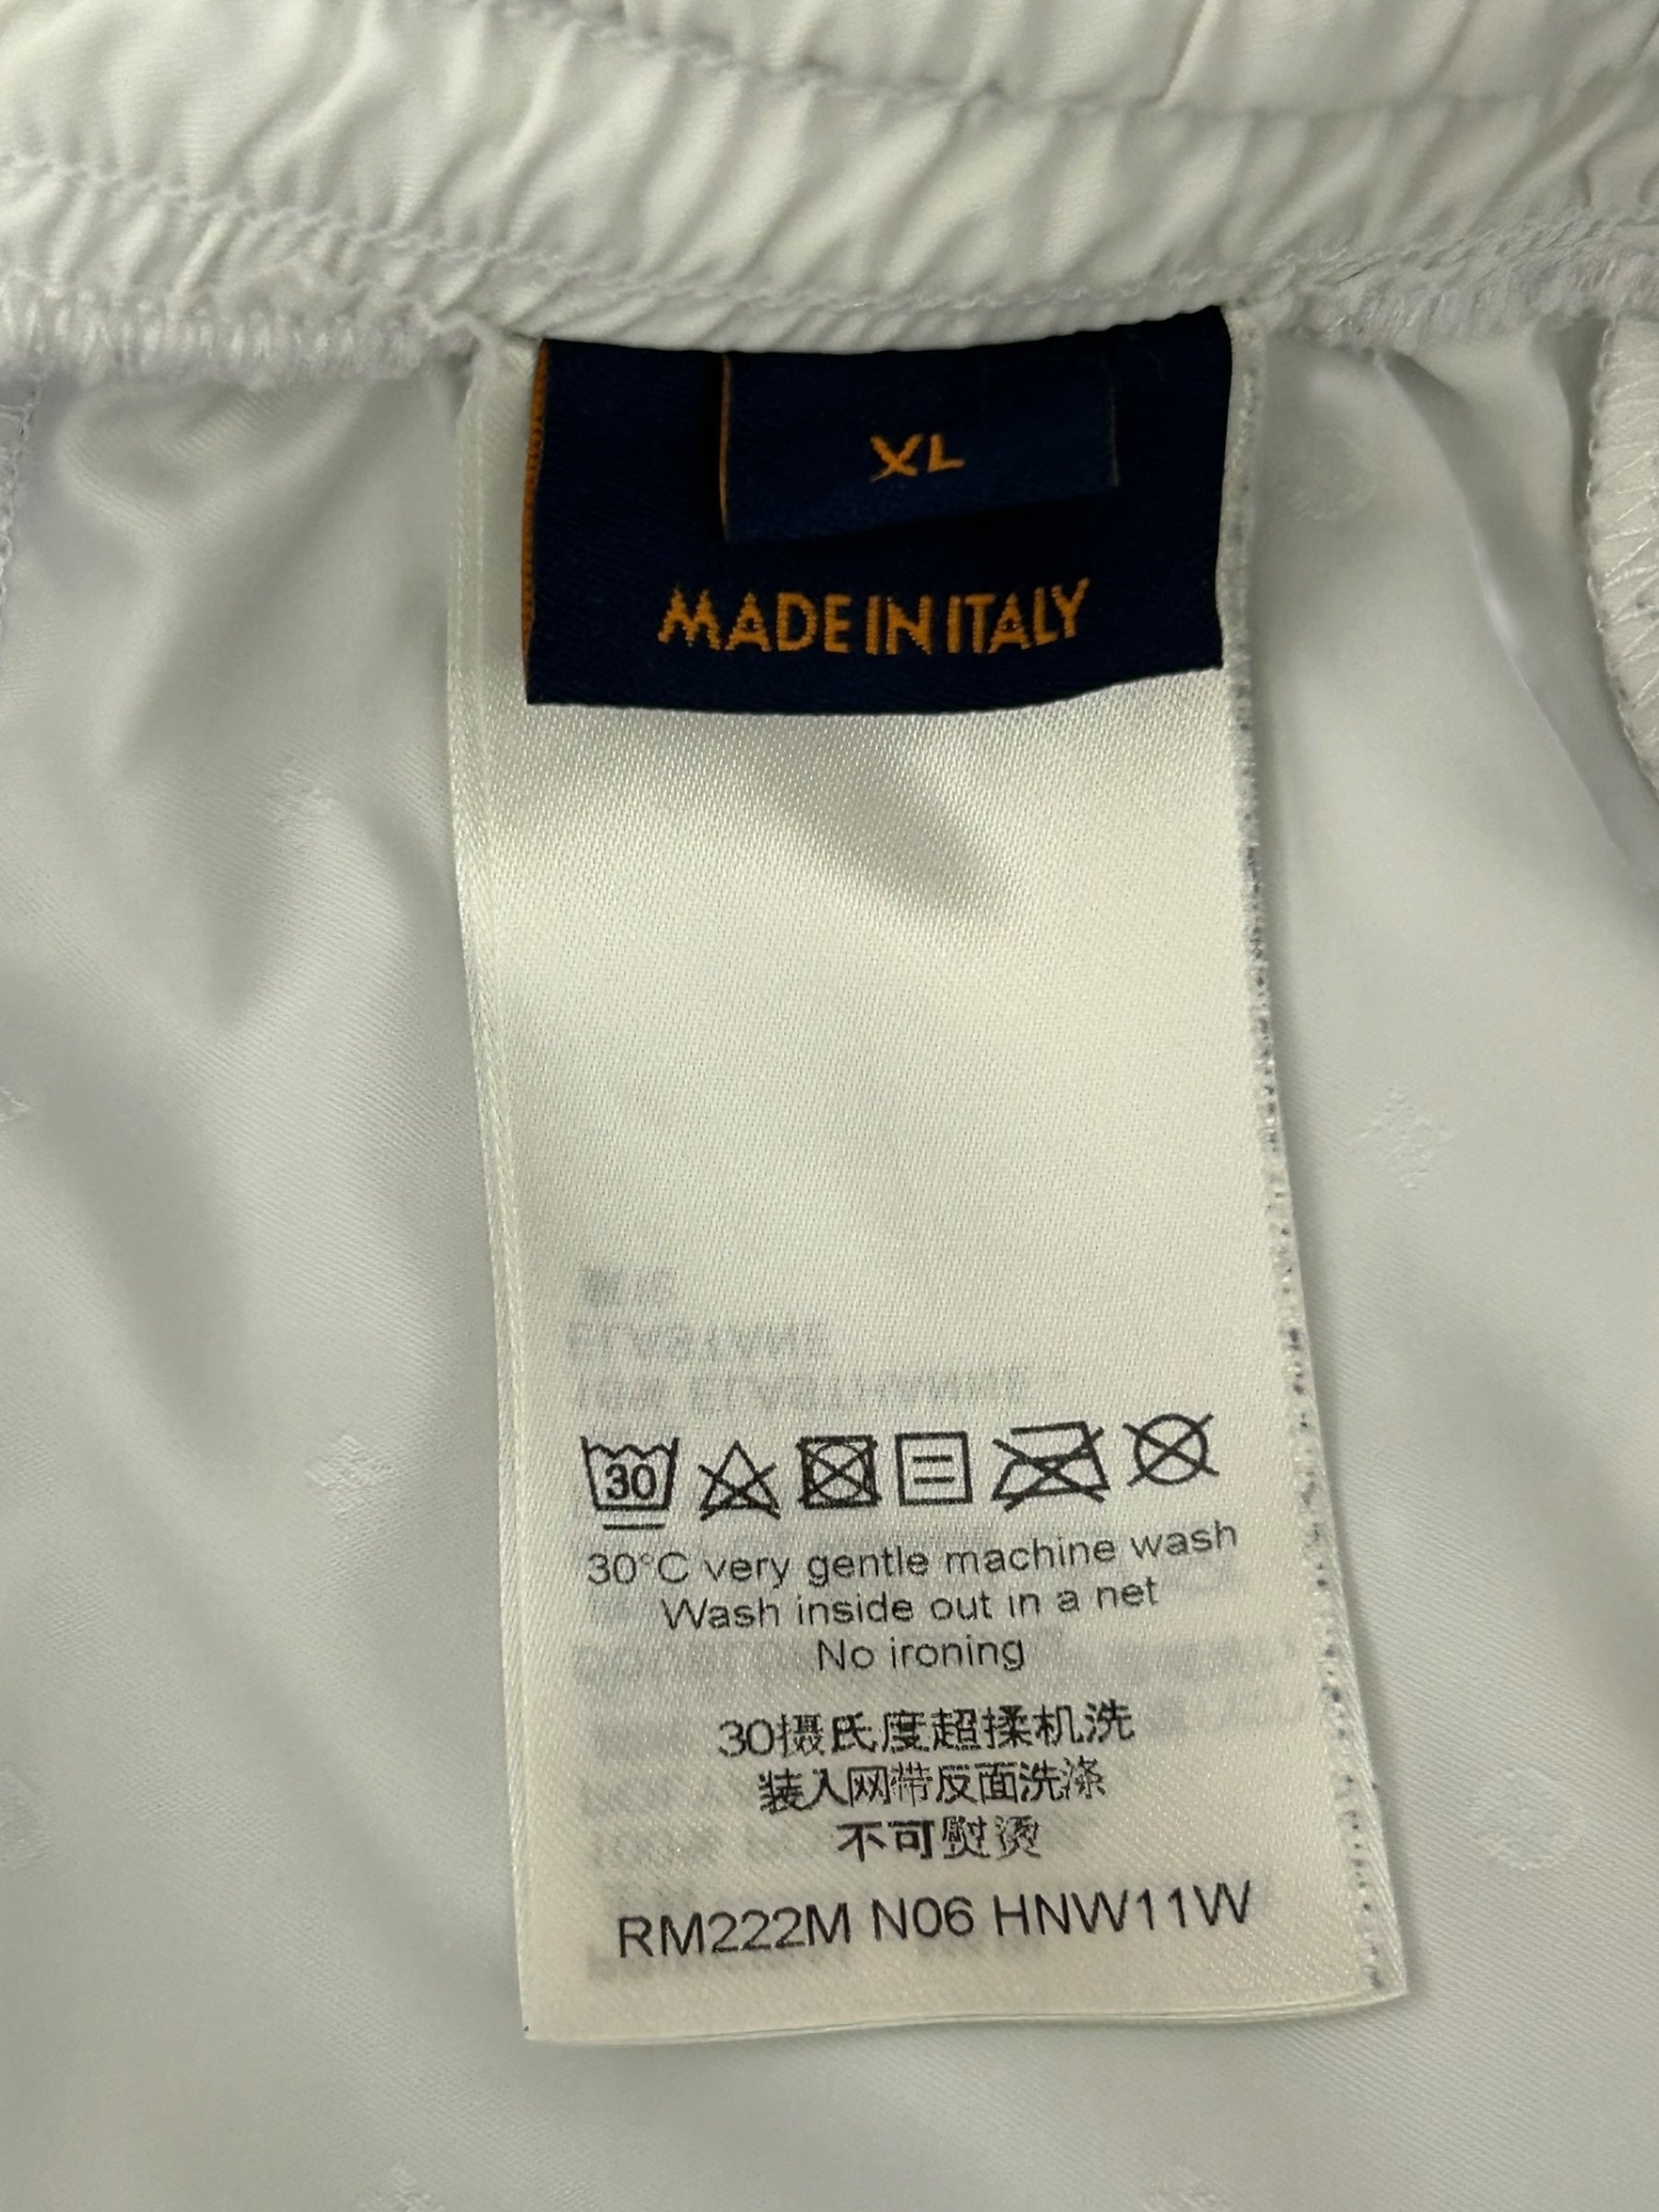 XL
MADE IN ITALY
30
30°C very gentle machine wash
Wash inside out in a net
No ironing
30摄氏度超揉机洗
装入网带反面洗涤
不可熨烫
RM222M N06 HNW11W